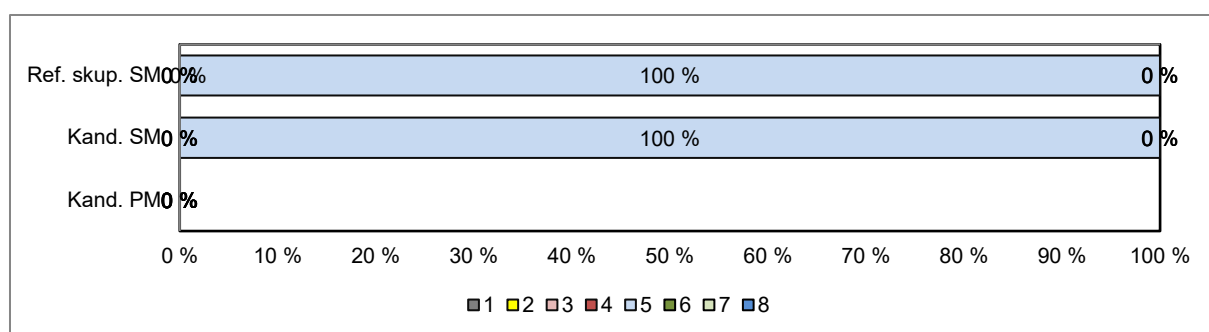 Ref. skup. SM 0 % 0 % 100 % 0 %
Kand. SM 0 % 100 % 0 %
Kand. PM 0 %
0 % 10 % 20 % 30 % 40 % 50 % 60 % 70 % 80 % 90 % 100 %
1 2 3 4 5 6 7 8